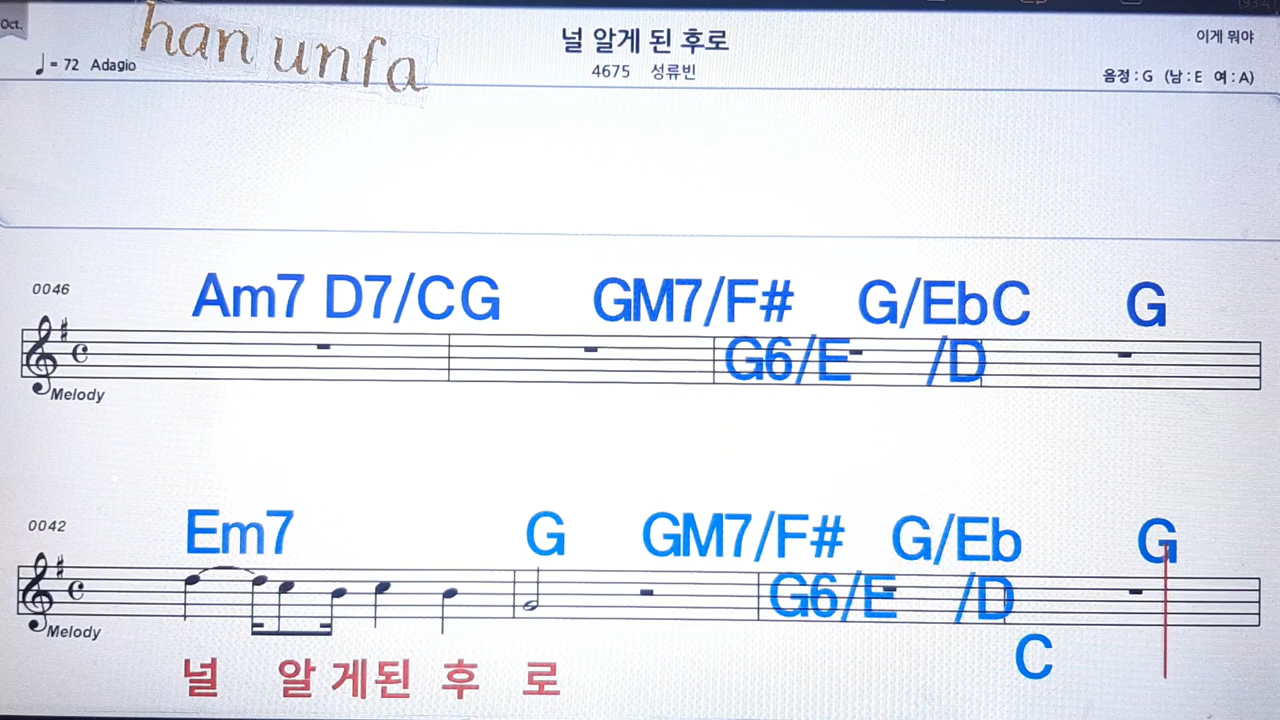 Oct.
han unfa
널 알게 된 후로
이게 뭐야
♩= 72 Adagio
4675 성류빈
음정 : G (남 : E 여 : A)
0046
Am7 D7/C G GM7/F# G/Eb C G
G6/E /D
Melody
0042
Em7 G GM7/F# G/Eb G
G6/E /D
Melody
C
널 알 게 된 후 로